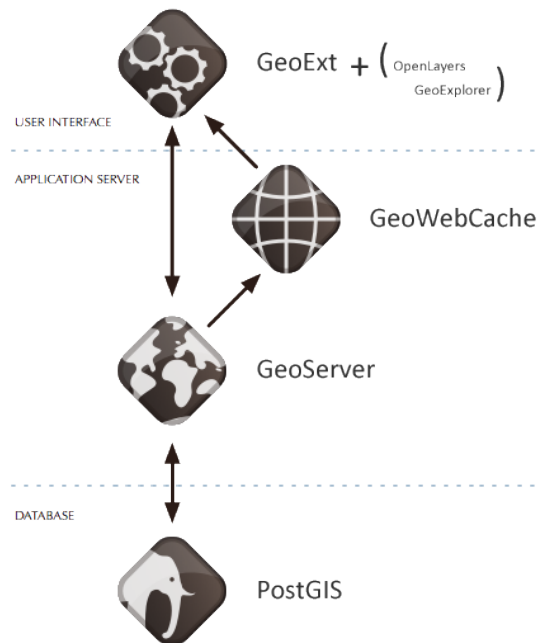 GeoExt + ( OpenLayers
GeoExplorer )
USER INTERFACE
APPLICATION SERVER
GeoWebCache
GeoServer
DATABASE
PostGIS